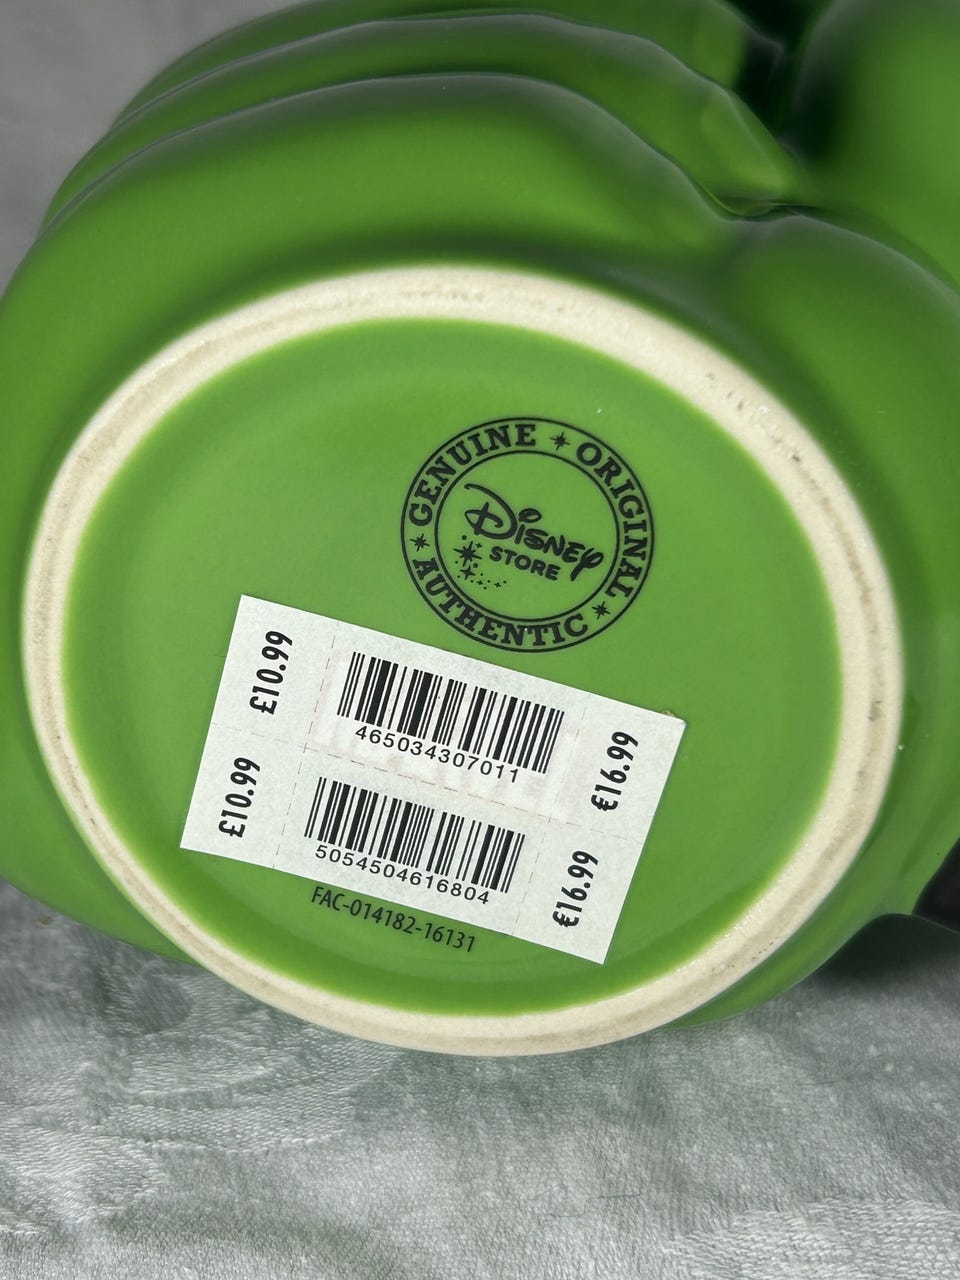 GENUINE ORIGINAL AUTHENTIC
Disney
STORE
£10.99
465034307011
€16.99
£10.99
5054504616804
€16.99
FAC-014182-16131